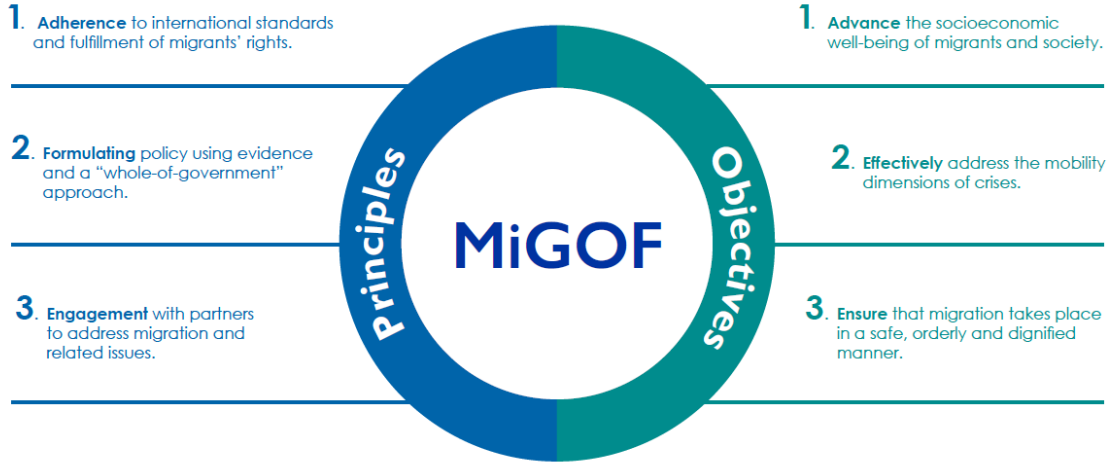 1. Adherence to international standards
and fulfillment of migrants' rights.
2. Formulating policy using evidence
and a “whole-of-government”
approach.
3. Engagement with partners
to address migration and
related issues.
Principles
MiGOF
Objectives
1. Advance the socioeconomic
well-being of migrants and society.
2. Effectively address the mobility
dimensions of crises.
3. Ensure that migration takes place
in a safe, orderly and dignified
manner.